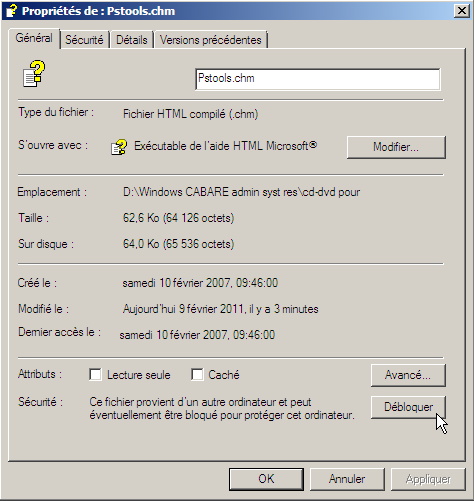 Propriétés de : Pstools.chm
Général Sécurité Détails Versions précédentes
Pstools.chm
Type du fichier : Fichier HTML compilé (.chm)
S'ouvre avec : Exécutable de l'aide HTML Microsoft® Modifier...
Emplacement : D:\Windows CABARE admin syst res\cd-dvd pour
Taille : 62,6 Ko (64 126 octets)
Sur disque : 64,0 Ko (65 536 octets)
Créé le : samedi 10 février 2007, 09:46:00
Modifié le : Aujourd'hui 9 février 2011, il y a 3 minutes
Dernier accès le : samedi 10 février 2007, 09:46:00
Attributs : Lecture seule Caché Avancé...
Sécurité : Ce fichier provient d'un autre ordinateur et peut
éventuellement être bloqué pour protéger cet ordinateur.
Débloquer
OK Annuler Appliquer